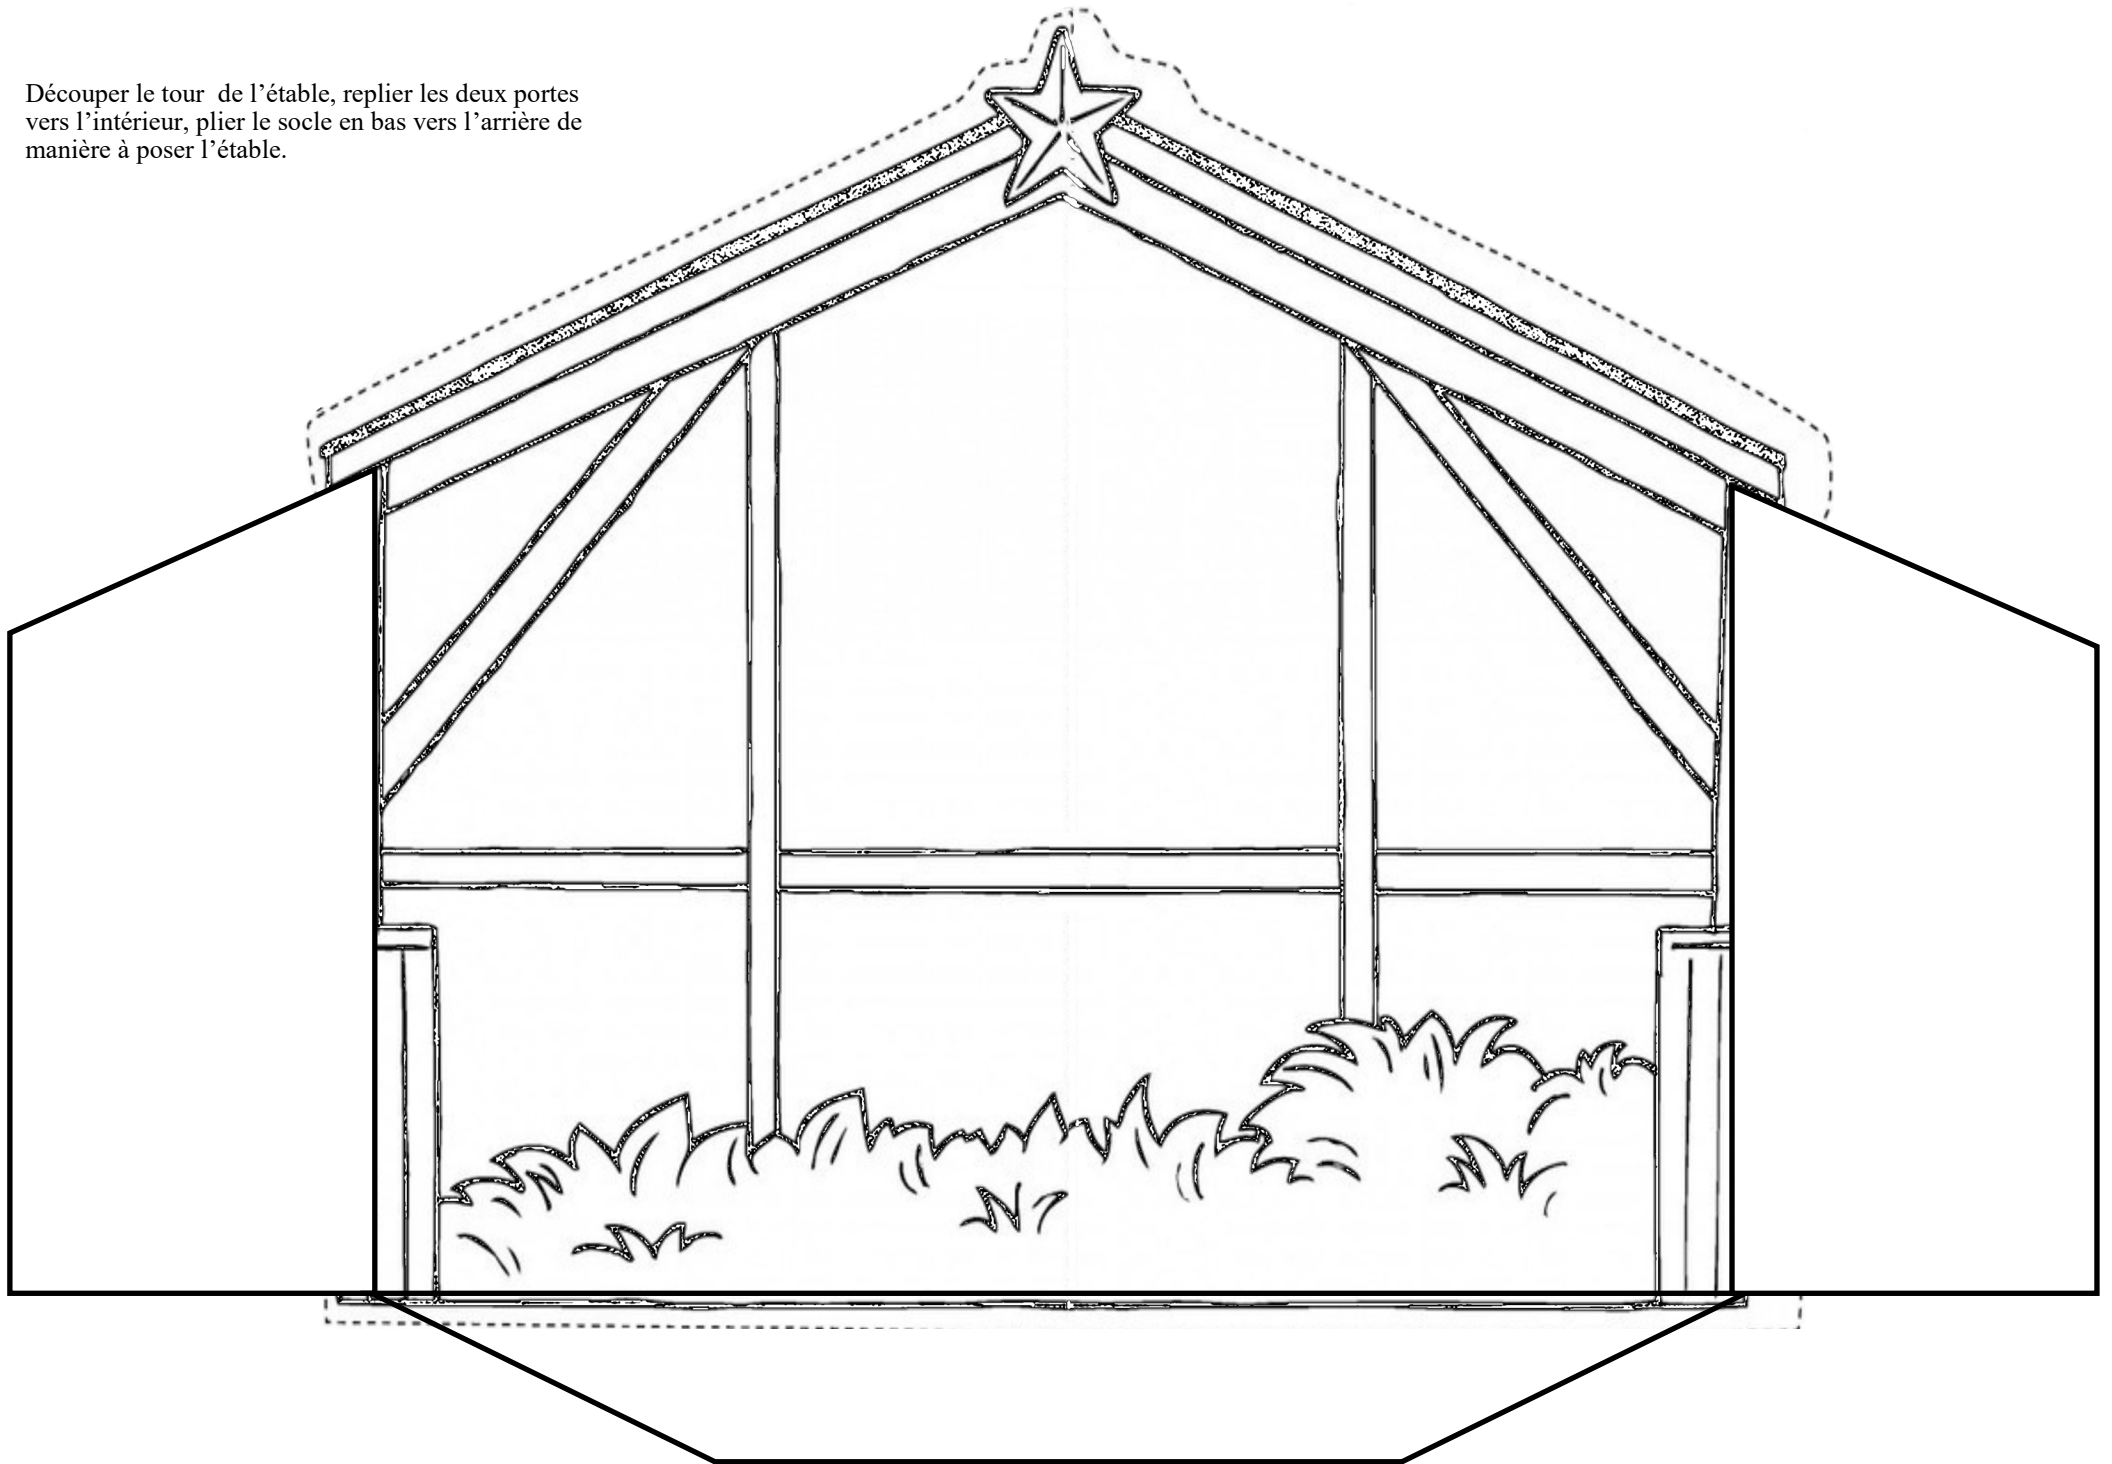 Découper le tour  de l’étable, replier les deux portes
vers l’intérieur, plier le socle en bas vers l’arrière de
manière à poser l’étable.